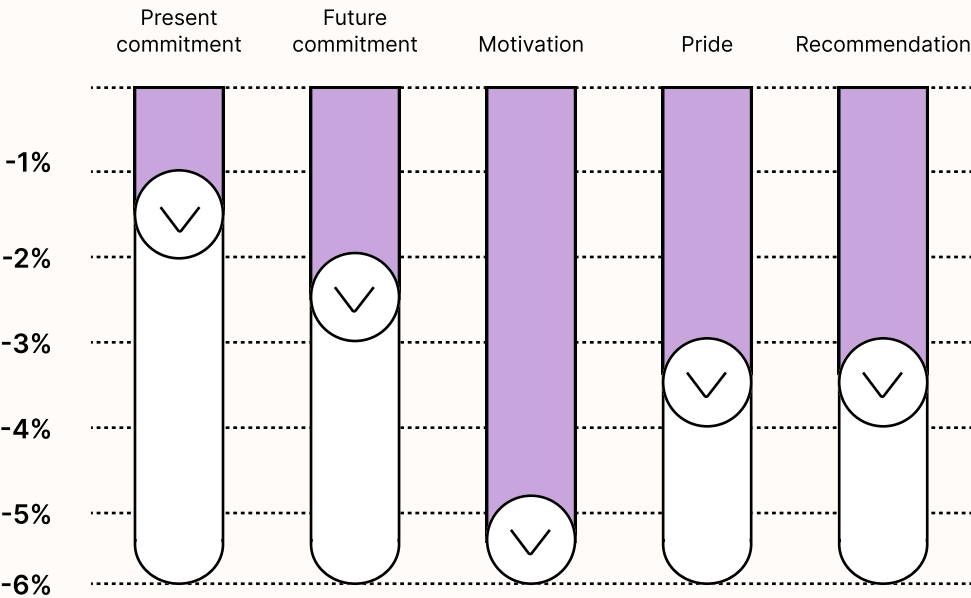 Present
commitment
Future
commitment
Motivation
Pride
Recommendation
-1%
-2%
-3%
-4%
-5%
-6%